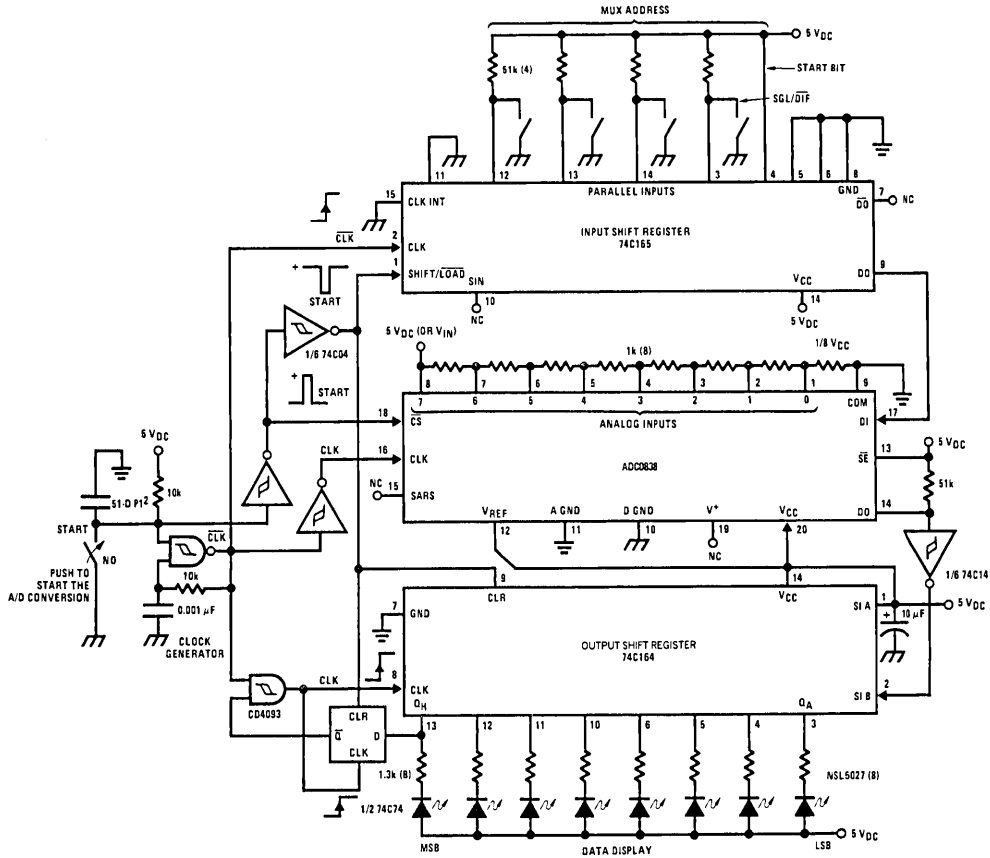 MUX ADDRESS
5 VDC
51k (4)
START BIT
SGL/DIF
11
12
13
14
3
4
5
6
8
PARALLEL INPUTS
GND
15
CLK INT
7
DO
NC
CLK
2
CLK
INPUT SHIFT REGISTER
74C165
1
SHIFT/LOAD
9
DO
+
START
SIN
VCC
10
NC
14
5 VDC
1/6 74C04
5 VDC (OR VIN)
1k (8)
1/8 VCC
+
START
8
7
6
5
4
3
2
1
9
7
6
5
4
3
2
1
0
COM
18
CS
ANALOG INPUTS
DI
17
5 VDC
CLK
16
CLK
ADC0838
SE
13
5 VDC
51k
NC
15
SARS
DO
14
10k
51-D P1²
VREF
A GND
D GND
V+
VCC
12
11
10
19
20
NC
START
NO
CLK
1/6 74C14
PUSH TO
START THE
A/D CONVERSION
10k
0.001 µF
CLOCK
GENERATOR
9
CLR
14
VCC
7
GND
SI A
1
5 VDC
+
10 µF
OUTPUT SHIFT REGISTER
74C164
CLK
8
CLK
SI B
2
CD4093
QH
QA
CLR
Q
D
CLK
13
12
11
10
6
5
4
3
1.3k (8)
NSL5027 (8)
1/2 74C74
MSB
DATA DISPLAY
LSB
5 VDC